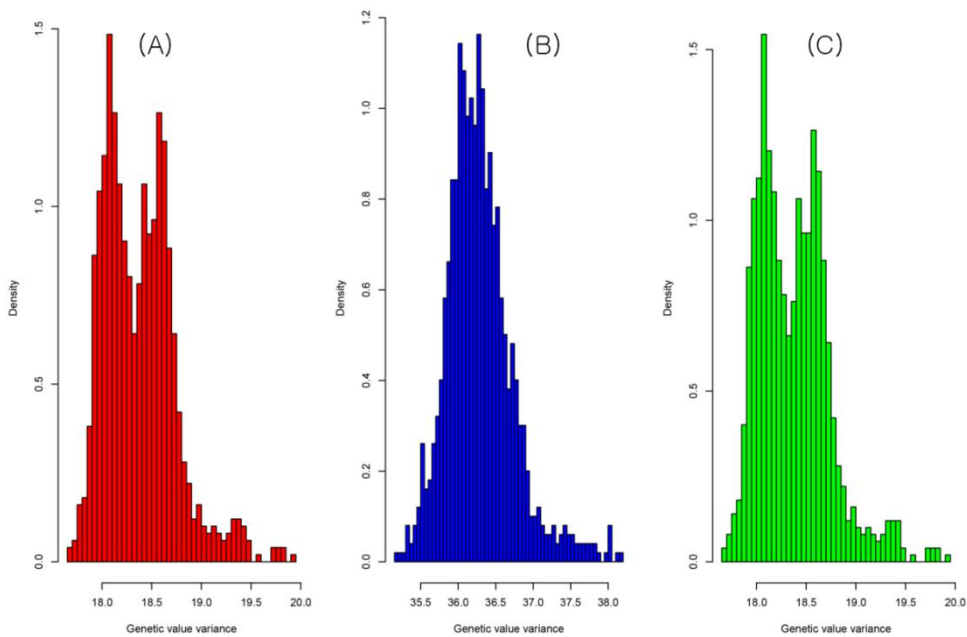 (A)
Density
0.0
0.5
1.0
1.5
18.0 18.5 19.0 19.5 20.0
Genetic value variance
(B)
Density
0.0
0.2
0.4
0.6
0.8
1.0
1.2
35.5 36.0 36.5 37.0 37.5 38.0
Genetic value variance
(C)
Density
0.0
0.5
1.0
1.5
18.0 18.5 19.0 19.5 20.0
Genetic value variance